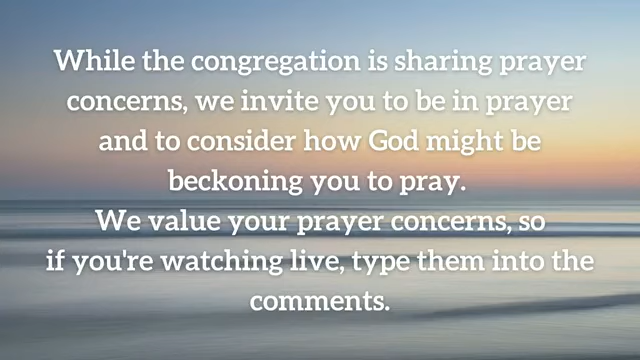 While the congregation is sharing prayer
concerns, we invite you to be in prayer
and to consider how God might be
beckoning you to pray.
We value your prayer concerns, so
if you're watching live, type them into the
comments.